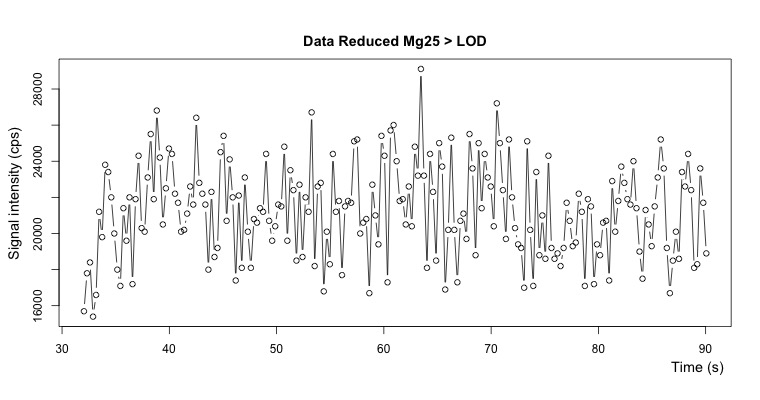 Data Reduced Mg25 > LOD
Signal intensity (cps)
28000
24000
20000
16000
30 40 50 60 70 80 90
Time (s)